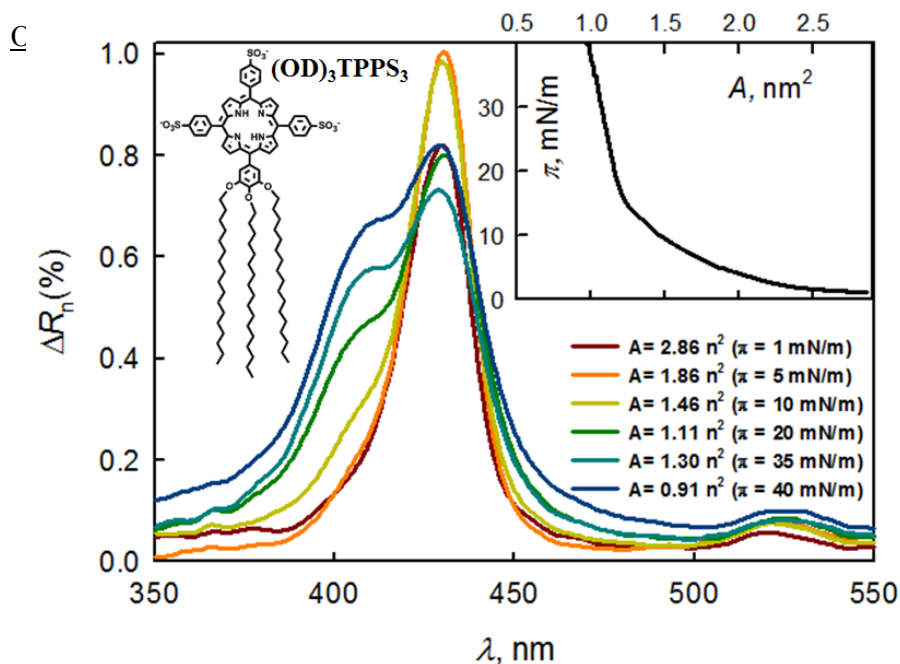 C
0.5 1.0 1.5 2.0 2.5
1.0
0.8
0.6
0.4
0.2
0.0
ΔRn(%)
350 400 450 500 550
λ, nm
(OD)3TPPS3
SO3-
-O3S
SO3-
N
NH
N
HN
O
O
O
A, nm2
π, mN/m
30
20
10
0
A= 2.86 n2 (π = 1 mN/m)
A= 1.86 n2 (π = 5 mN/m)
A= 1.46 n2 (π = 10 mN/m)
A= 1.11 n2 (π = 20 mN/m)
A= 1.30 n2 (π = 35 mN/m)
A= 0.91 n2 (π = 40 mN/m)